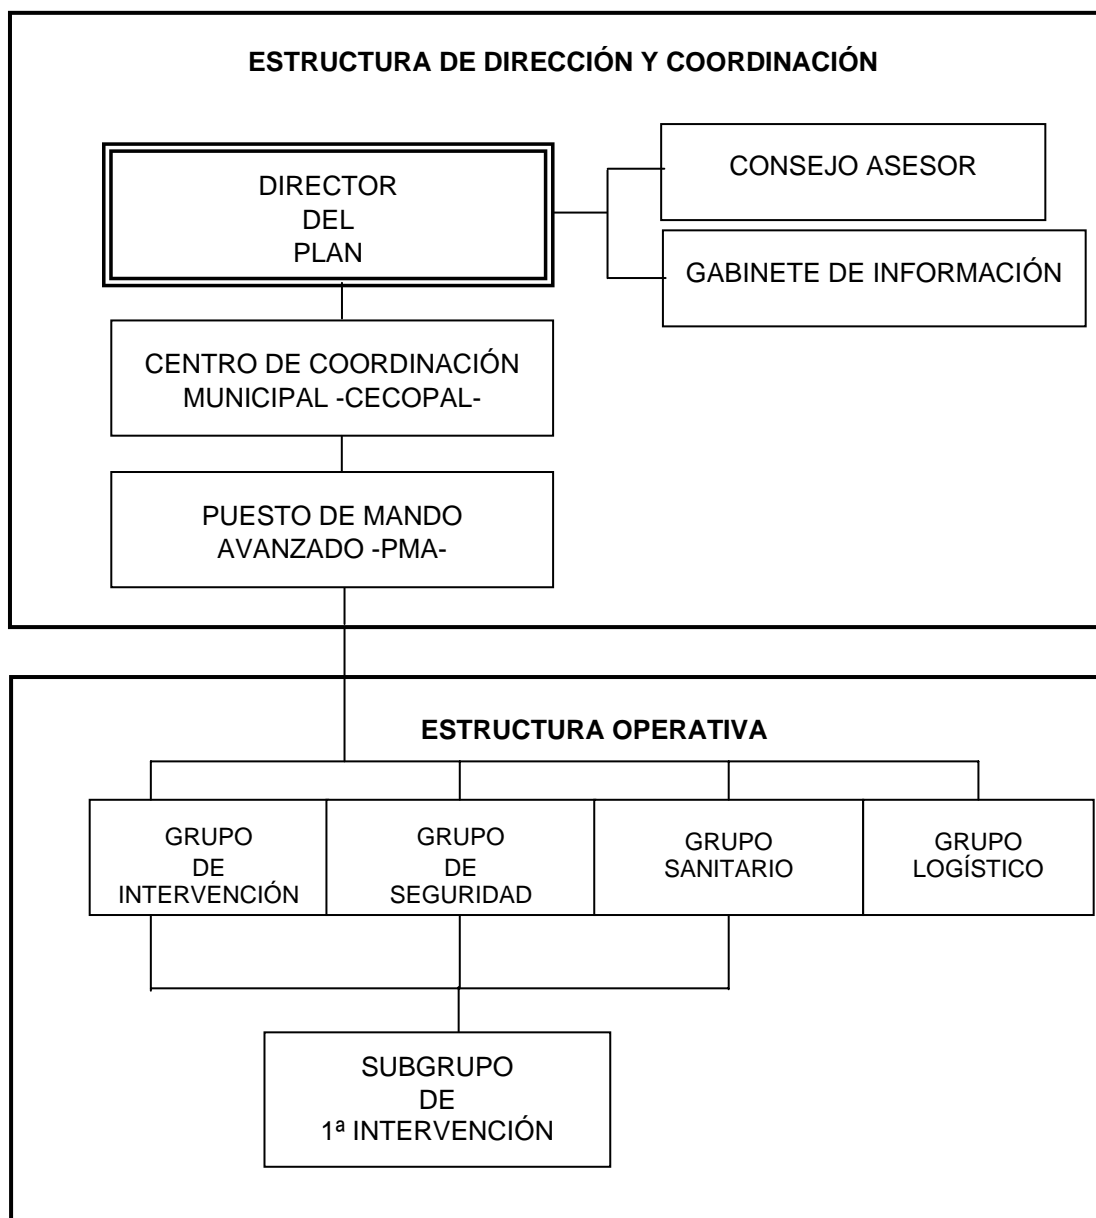 ESTRUCTURA DE DIRECCIÓN Y COORDINACIÓN
DIRECTOR
DEL
PLAN
CONSEJO ASESOR
GABINETE DE INFORMACIÓN
CENTRO DE COORDINACIÓN
MUNICIPAL -CECOPAL-
PUESTO DE MANDO
AVANZADO -PMA-
ESTRUCTURA OPERATIVA
GRUPO
DE
INTERVENCIÓN
GRUPO
DE
SEGURIDAD
GRUPO
SANITARIO
GRUPO
LOGÍSTICO
SUBGRUPO
DE
1ª INTERVENCIÓN